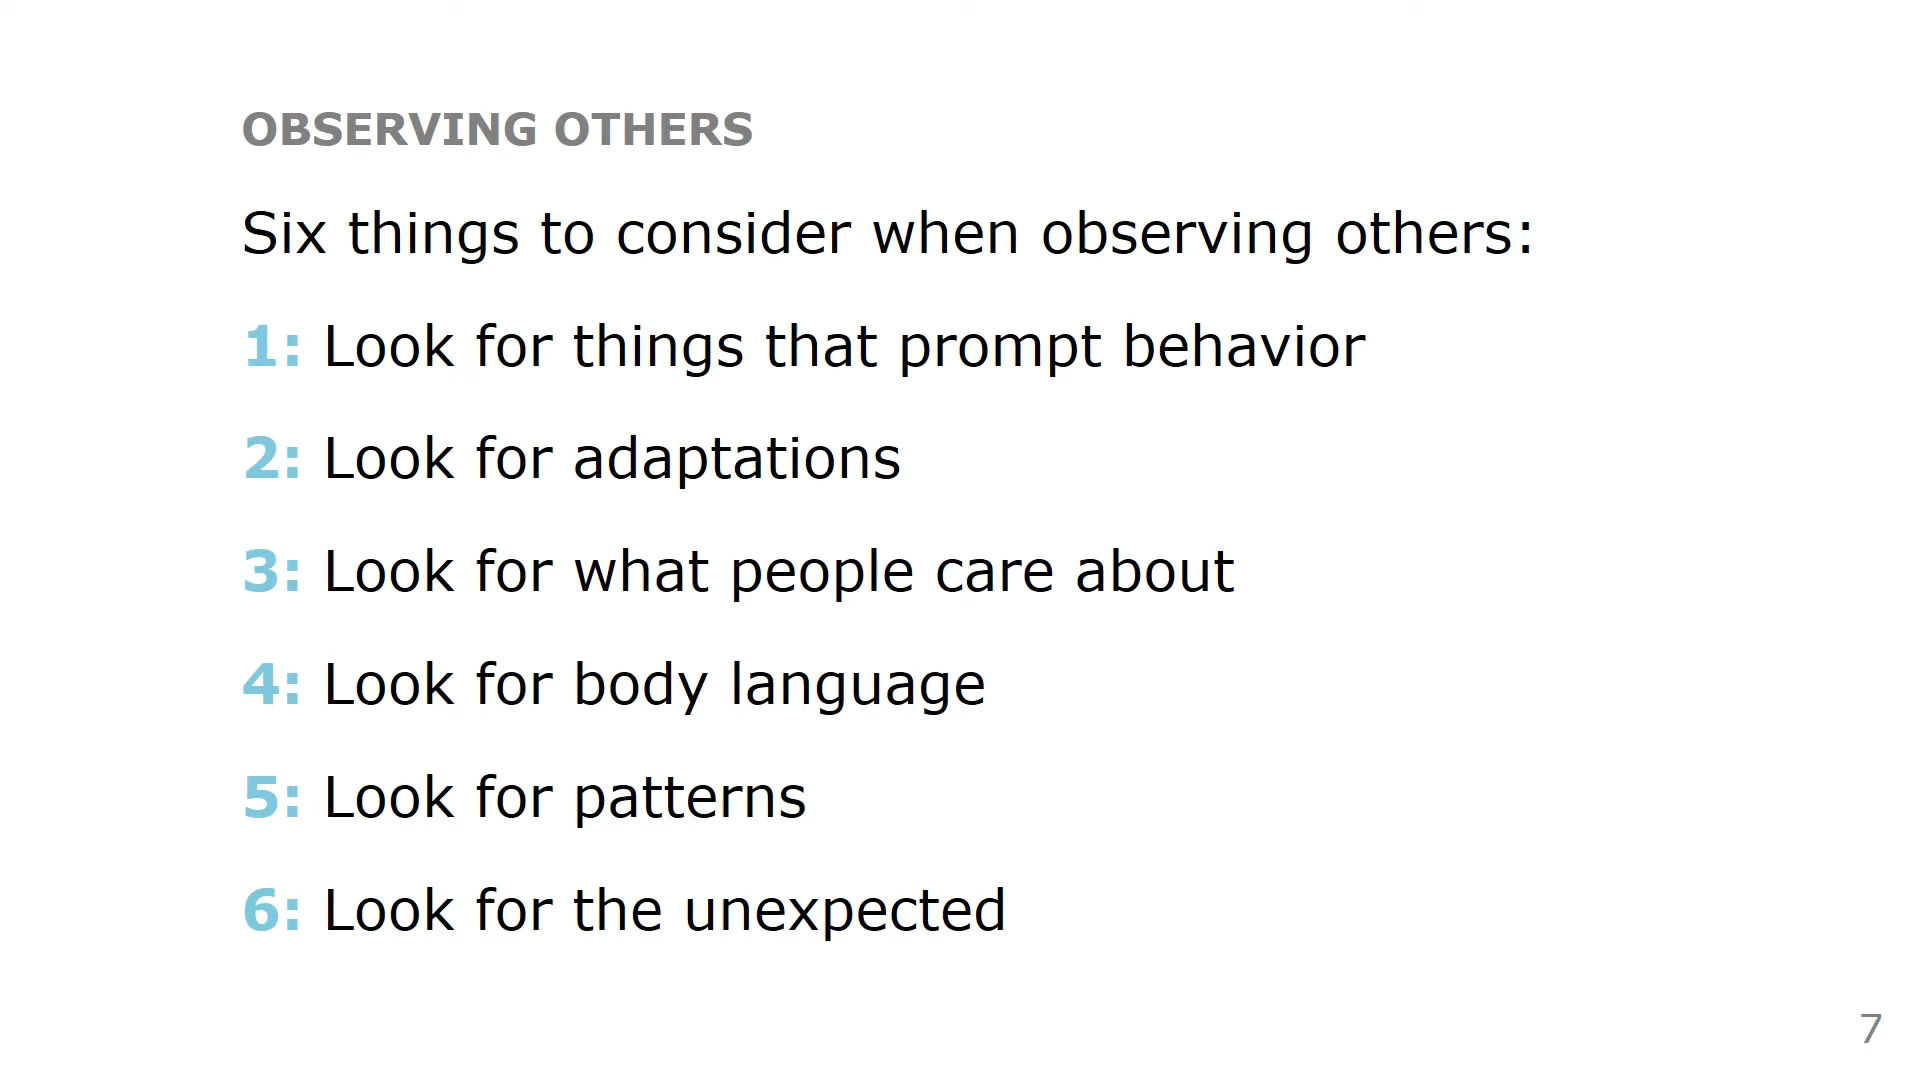 OBSERVING OTHERS
Six things to consider when observing others:
1: Look for things that prompt behavior
2: Look for adaptations
3: Look for what people care about
4: Look for body language
5: Look for patterns
6: Look for the unexpected
7